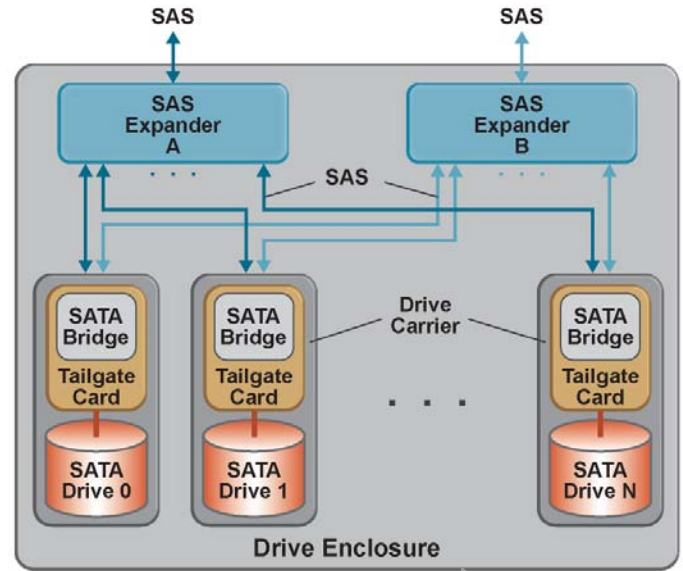 SAS
SAS
SAS
Expander
A
SAS
Expander
B
. . .
. . .
SAS
SATA
Bridge
Tailgate
Card
SATA
Drive 0
SATA
Bridge
Tailgate
Card
SATA
Drive 1
Drive
Carrier
. . .
SATA
Bridge
Tailgate
Card
SATA
Drive N
Drive Enclosure